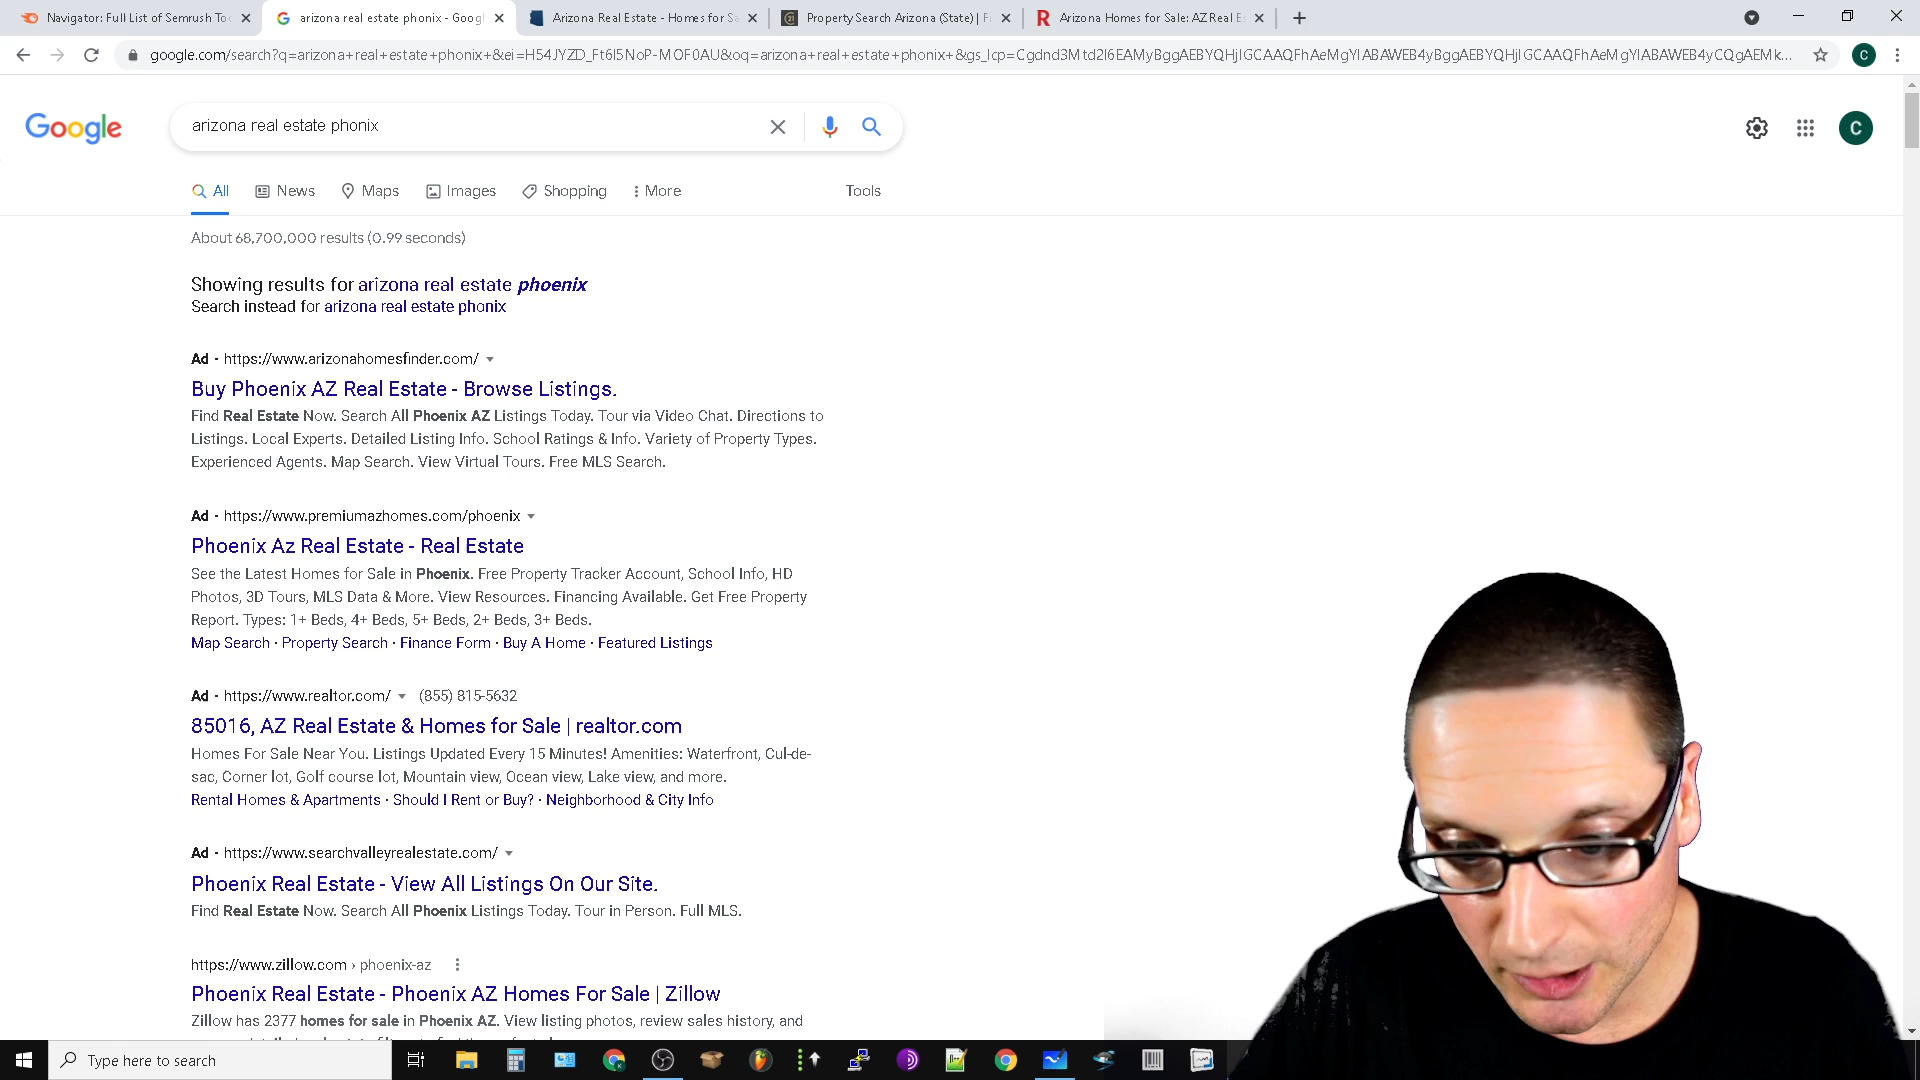 Navigator: Full List of Semrush Too
arizona real estate phonix - Googl
Arizona Real Estate - Homes for Sa
Property Search Arizona (State) | Fi
Arizona Homes for Sale: AZ Real Es
google.com/search?q=arizona+real+estate+phonix+&ei=H54JYZD_Ft6I5NoP-MOF0AU&oq=arizona+real+estate+phonix+&gs_lcp=Cgdnd3Mtd2l6EAMyBggAEBYQHjIGCAAQFhAeMgYIABAWEB4yBggAEBYQHjIGCAAQFhAeMgYIABAWEB4yCQgAEMk...
Google
arizona real estate phonix
All News Maps Images Shopping More Tools
C
About 68,700,000 results (0.99 seconds)
Showing results for arizona real estate phoenix
Search instead for arizona real estate phonix
Ad · https://www.arizonahomesfinder.com/
Buy Phoenix AZ Real Estate - Browse Listings.
Find Real Estate Now. Search All Phoenix AZ Listings Today. Tour via Video Chat. Directions to
Listings. Local Experts. Detailed Listing Info. School Ratings & Info. Variety of Property Types.
Experienced Agents. Map Search. View Virtual Tours. Free MLS Search.
Ad · https://www.premiumazhomes.com/phoenix
Phoenix Az Real Estate - Real Estate
See the Latest Homes for Sale in Phoenix. Free Property Tracker Account, School Info, HD
Photos, 3D Tours, MLS Data & More. View Resources. Financing Available. Get Free Property
Report. Types: 1+ Beds, 4+ Beds, 5+ Beds, 2+ Beds, 3+ Beds.
Map Search · Property Search · Finance Form · Buy A Home · Featured Listings
Ad · https://www.realtor.com/ (855) 815-5632
85016, AZ Real Estate & Homes for Sale | realtor.com
Homes For Sale Near You. Listings Updated Every 15 Minutes! Amenities: Waterfront, Cul-de-
sac, Corner lot, Golf course lot, Mountain view, Ocean view, Lake view, and more.
Rental Homes & Apartments · Should I Rent or Buy? · Neighborhood & City Info
Ad · https://www.searchvalleyrealestate.com/
Phoenix Real Estate - View All Listings On Our Site.
Find Real Estate Now. Search All Phoenix Listings Today. Tour in Person. Full MLS.
https://www.zillow.com › phoenix-az
Phoenix Real Estate - Phoenix AZ Homes For Sale | Zillow
Zillow has 2377 homes for sale in Phoenix AZ. View listing photos, review sales history, and
Type here to search